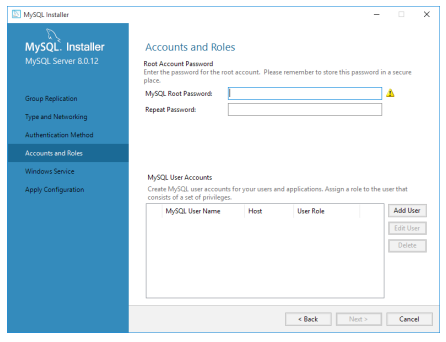 MySQL Installer
MySQL. Installer
MySQL Server 8.0.12
Group Replication
Type and Networking
Authentication Method
Accounts and Roles
Windows Service
Apply Configuration
Accounts and Roles
Root Account Password
Enter the password for the root account. Please remember to store this password in a secure
place.
MySQL Root Password:
Repeat Password:
MySQL User Accounts
Create MySQL user accounts for your users and applications. Assign a role to the user that
consists of a set of privileges.
MySQL User Name Host User Role
Add User
Edit User
Delete
< Back Next > Cancel